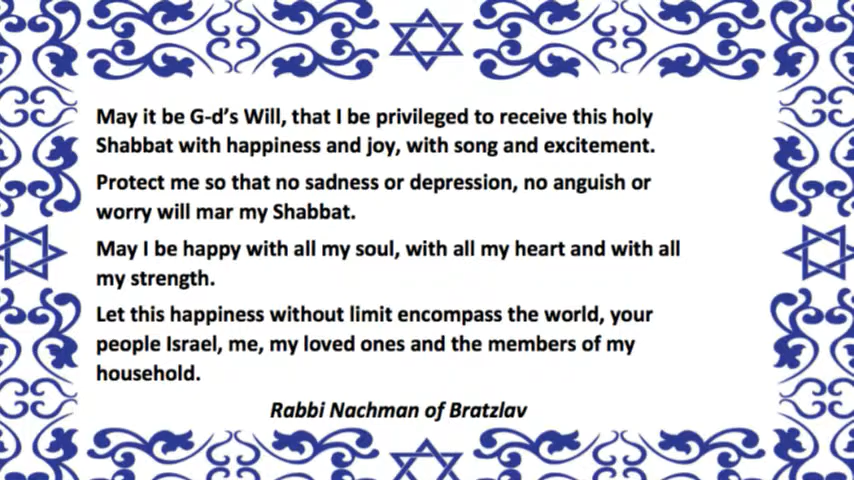 May it be G-d's Will, that I be privileged to receive this holy
Shabbat with happiness and joy, with song and excitement.
Protect me so that no sadness or depression, no anguish or
worry will mar my Shabbat.
May I be happy with all my soul, with all my heart and with all
my strength.
Let this happiness without limit encompass the world, your
people Israel, me, my loved ones and the members of my
household.
Rabbi Nachman of Bratzlav